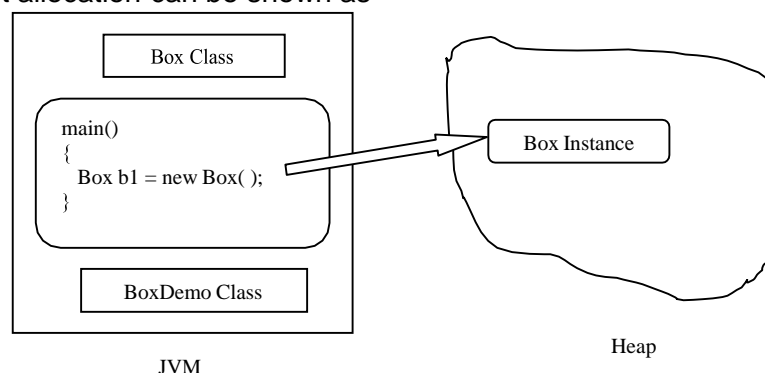 allocation can be shown as
Box Class
main()
{
Box b1 = new Box( );
}
BoxDemo Class
JVM
Box Instance
Heap